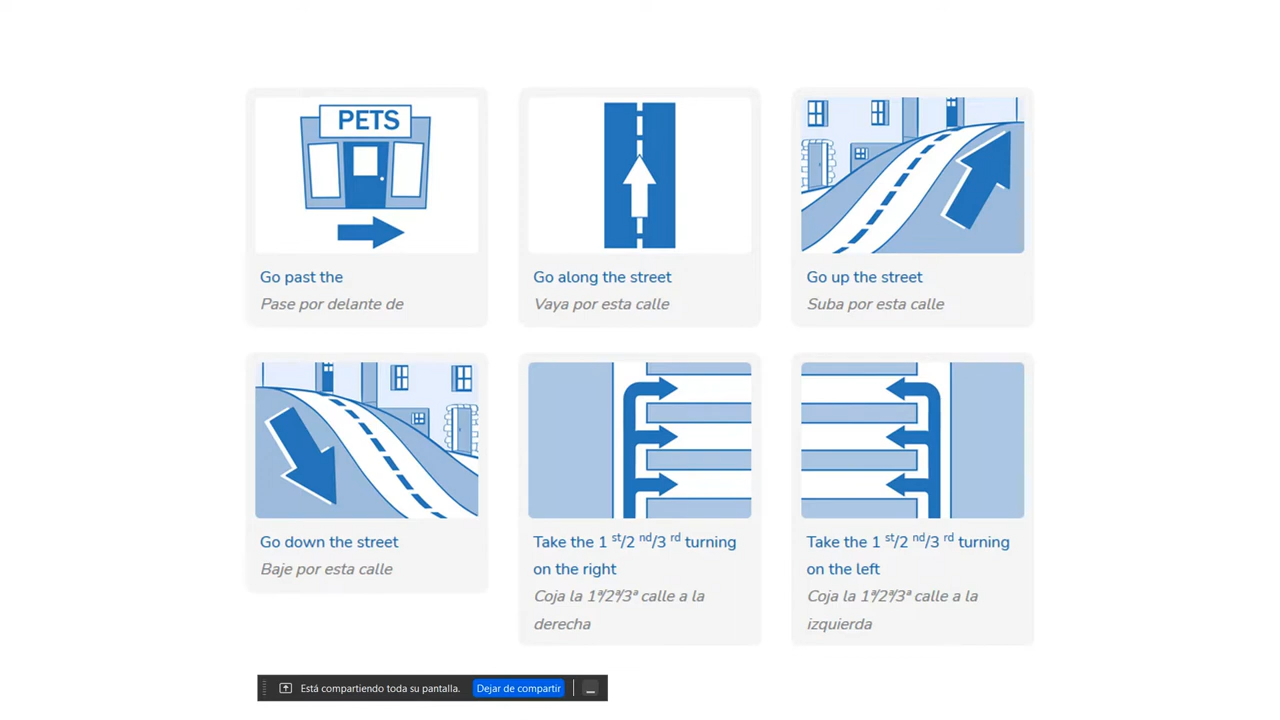 PETS
Go past the
Pase por delante de
Go along the street
Vaya por esta calle
Go up the street
Suba por esta calle
Go down the street
Baje por esta calle
Take the 1 st/2 nd/3 rd turning
on the right
Coja la 1ª/2ª/3ª calle a la
derecha
Take the 1 st/2 nd/3 rd turning
on the left
Coja la 1ª/2ª/3ª calle a la
izquierda
Está compartiendo toda su pantalla. Dejar de compartir